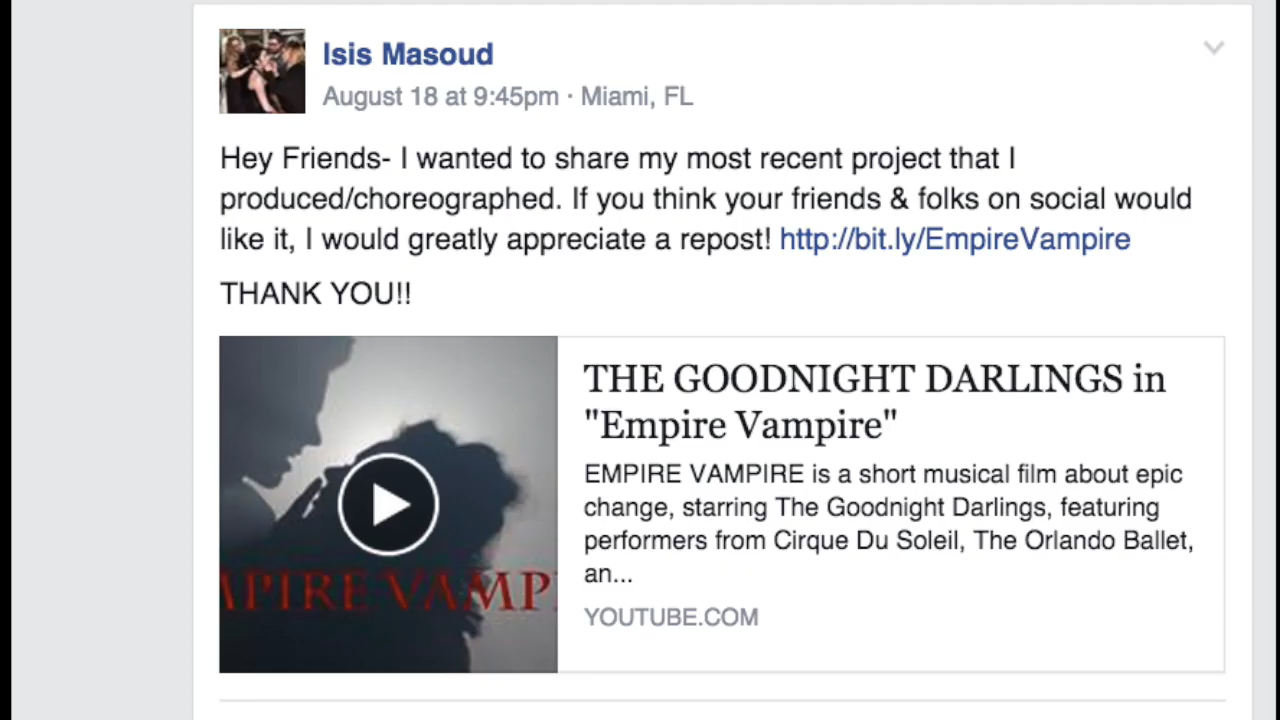 Isis Masoud
August 18 at 9:45pm · Miami, FL
Hey Friends- I wanted to share my most recent project that I
produced/choreographed. If you think your friends & folks on social would
like it, I would greatly appreciate a repost! http://bit.ly/EmpireVampire
THANK YOU!!
MPIRE VAMPI
THE GOODNIGHT DARLINGS in
"Empire Vampire"
EMPIRE VAMPIRE is a short musical film about epic
change, starring The Goodnight Darlings, featuring
performers from Cirque Du Soleil, The Orlando Ballet,
an...
YOUTUBE.COM